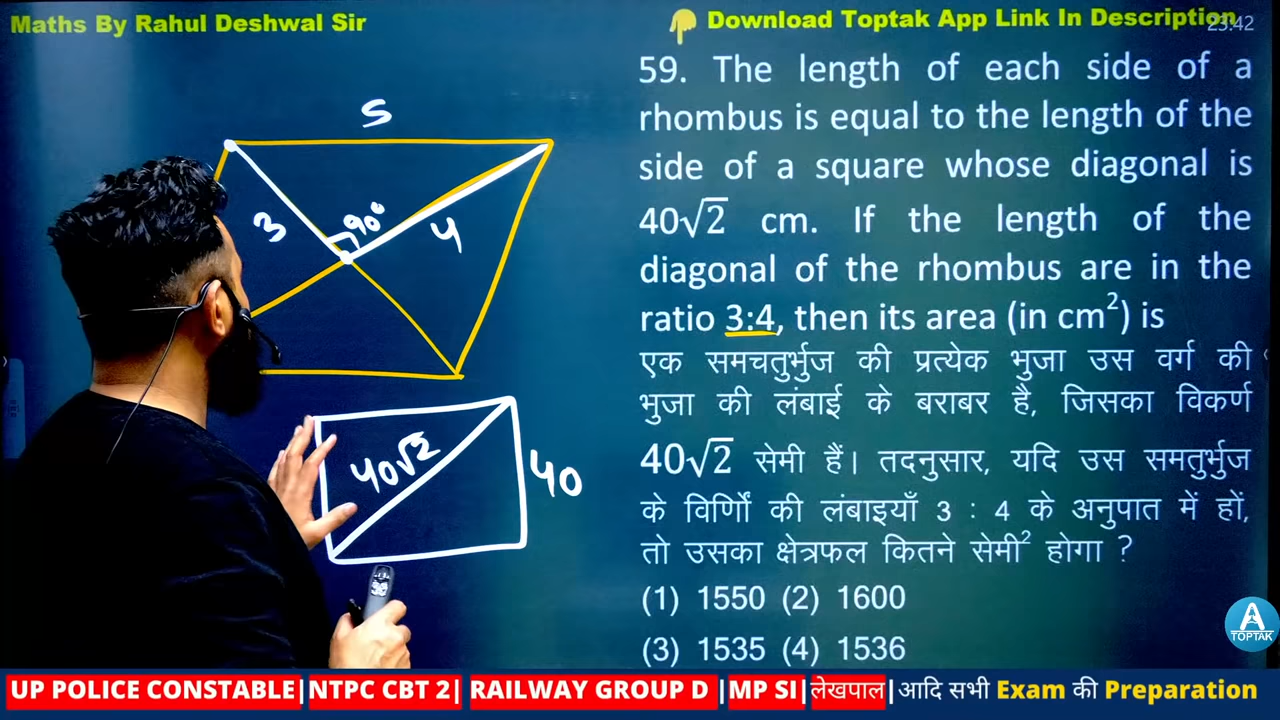 Maths By Rahul Deshwal Sir
Download Toptak App Link In Description
23:42
59. The length of each side of a
rhombus is equal to the length of the
side of a square whose diagonal is
40√2 cm. If the length of the
diagonal of the rhombus are in the
ratio 3:4, then its area (in cm²) is
एक समचतुर्भुज की प्रत्येक भुजा उस वर्ग की
भुजा की लंबाई के बराबर है, जिसका विकर्ण
40√2 सेमी हैं। तदनुसार, यदि उस समतुर्भुज
के विर्णिों की लंबाइयाँ 3 : 4 के अनुपात में हों,
तो उसका क्षेत्रफल कितने सेमी² होगा ?
(1) 1550 (2) 1600
(3) 1535 (4) 1536
5
3
90°
4
40√2
40
A
TOPTAK
UP POLICE CONSTABLE| NTPC CBT 2| RAILWAY GROUP D |MP SI|लेखपाल|आदि सभी Exam की Preparation